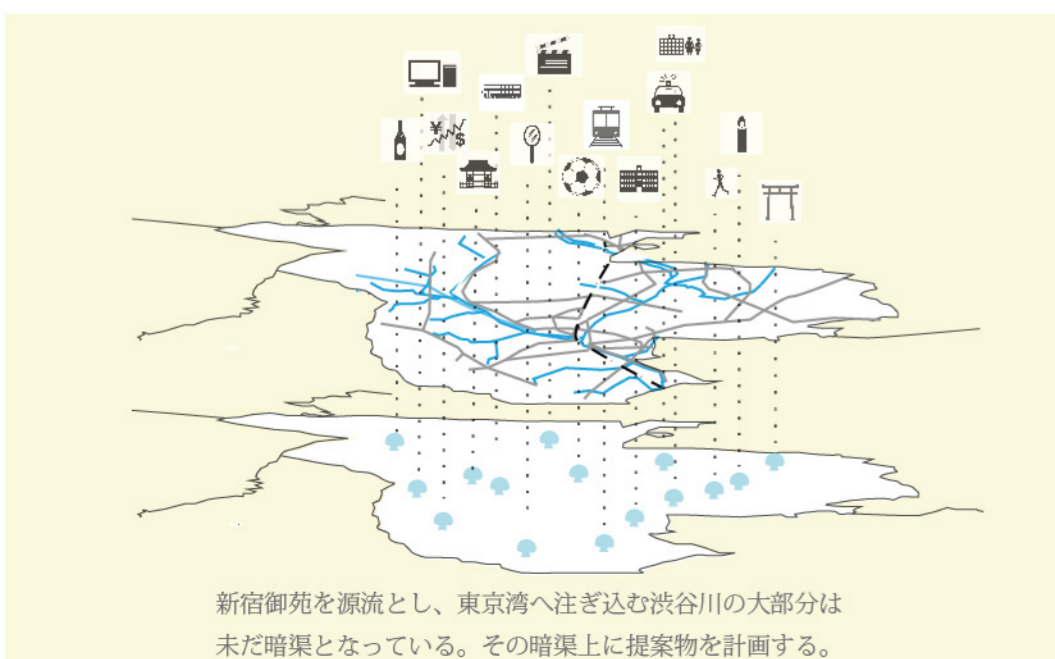 ¥
$
新宿御苑を源流とし、東京湾へ注ぎ込む渋谷川の大部分は
未だ暗渠となっている。その暗渠上に提案物を計画する。